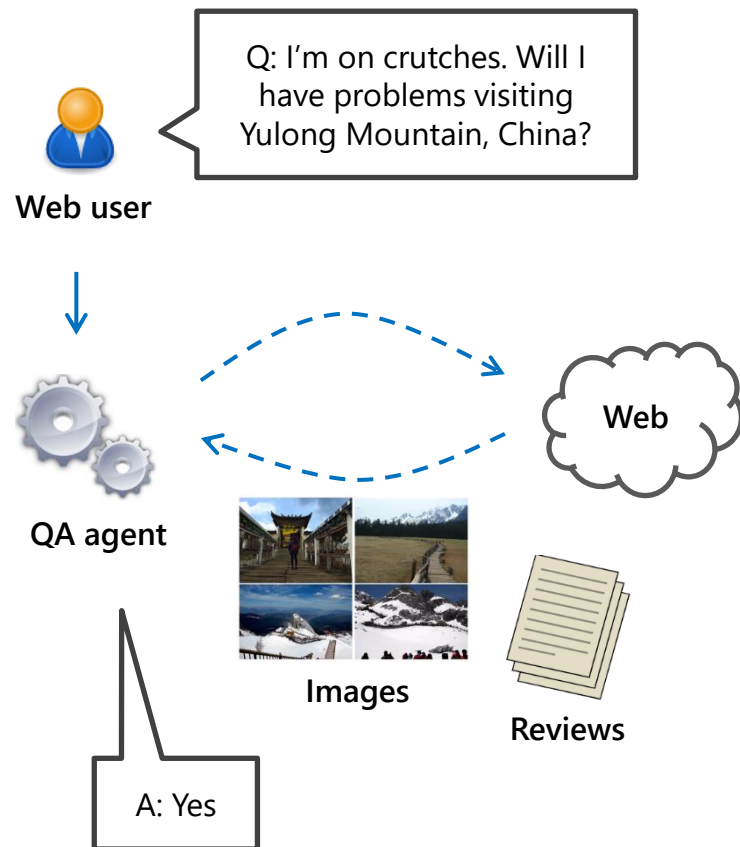 Q: I'm on crutches. Will I
have problems visiting
Yulong Mountain, China?
Web user
Web
QA agent
Images
Reviews
A: Yes